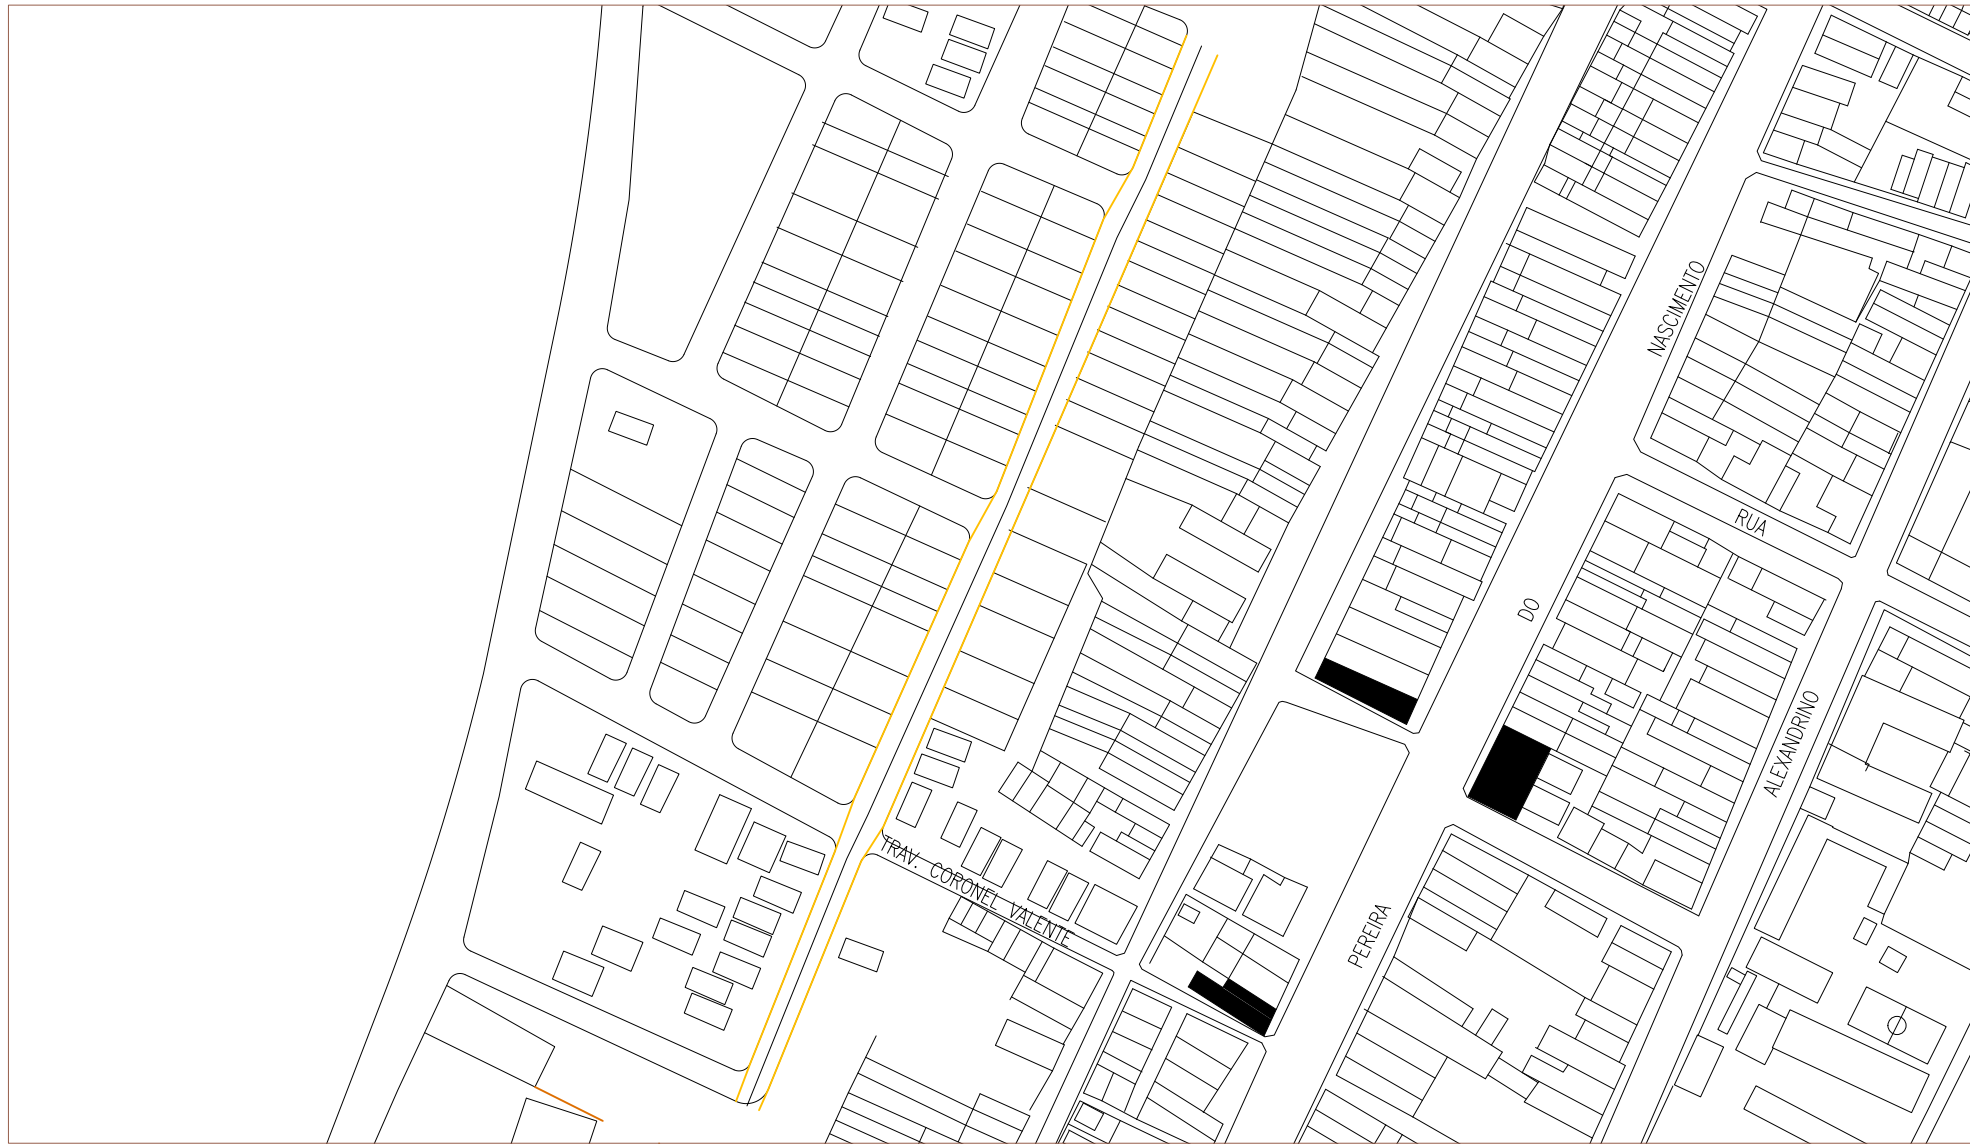 NASCIMENTO
RUA
DO
ALEXANDRINO
TRAV. CORONEL VALENTE
PEREIRA